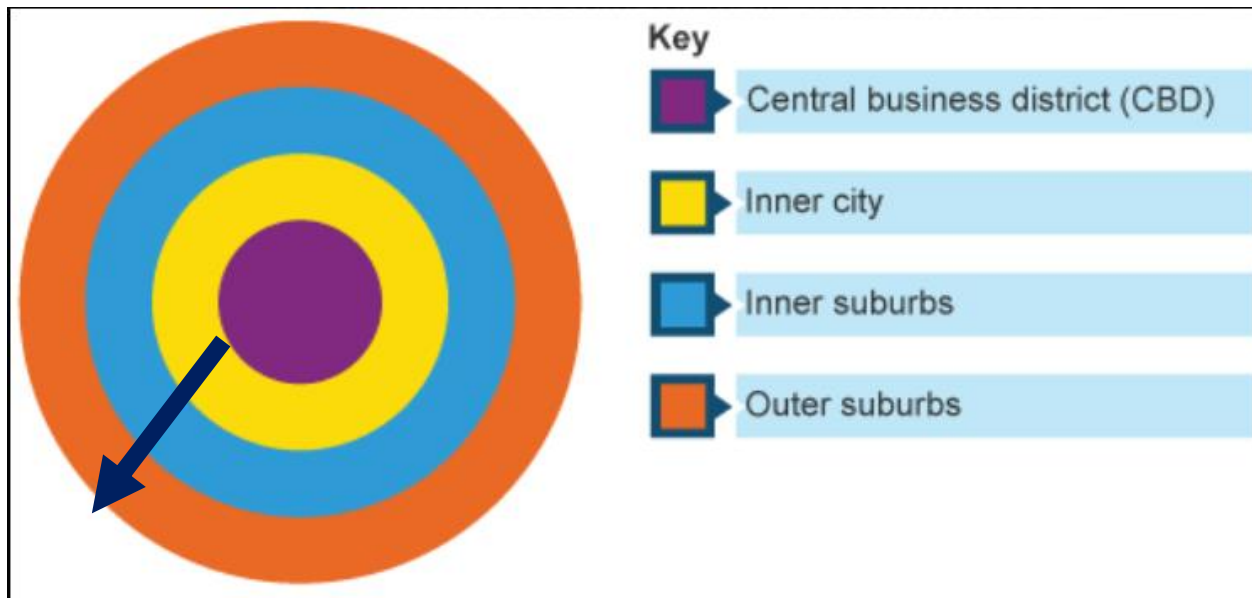 Key
Central business district (CBD)
Inner city
Inner suburbs
Outer suburbs